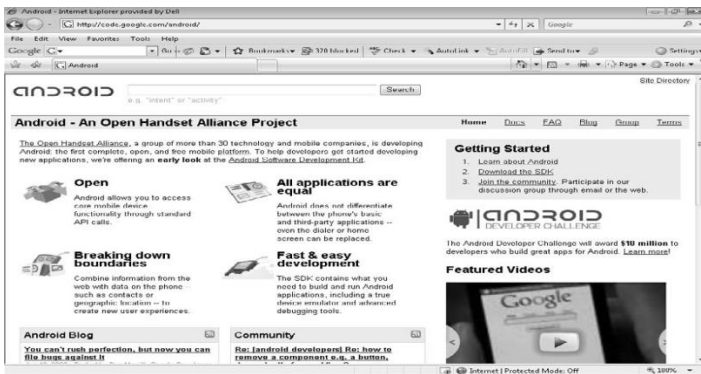 Android - Internet Explorer provided by Dell
http://code.google.com/android/
Google
File Edit View Favorites Tools Help
Google Go Bookmarks 320 blocked Check AutoLink AutoFill Send to Settings
Android Page Tools
Site Directory
android
Search
e.g. "intent" or "activity"
Android - An Open Handset Alliance Project
Home Docs FAQ Blog Group Terms
The Open Handset Alliance, a group of more than 30 technology and mobile companies, is developing
Android: the first complete, open, and free mobile platform. To help developers get started developing
new applications, we're offering an early look at the Android Software Development Kit.
Open
Android allows you to access
core mobile device
functionality through standard
API calls.
All applications are
equal
Android does not differentiate
between the phone's basic
and third-party applications --
even the dialer or home
screen can be replaced.
Breaking down
boundaries
Combine information from the
web with data on the phone --
such as contacts or
geographic location -- to
create new user experiences.
Fast & easy
development
The SDK contains what you
need to build and run Android
applications, including a true
device emulator and advanced
debugging tools.
Getting Started
1. Learn about Android
2. Download the SDK
3. Join the community. Participate in our
discussion group through email or the web.
android
DEVELOPER CHALLENGE
The Android Developer Challenge will award $10 million to
developers who build great apps for Android. Learn more!
Featured Videos
Google
Android Blog
You can't rush perfection, but now you can
file bugs against it
Community
Re: [android developers] Re: how to
remove a component e.g. a button,
Internet | Protected Mode: Off
100%